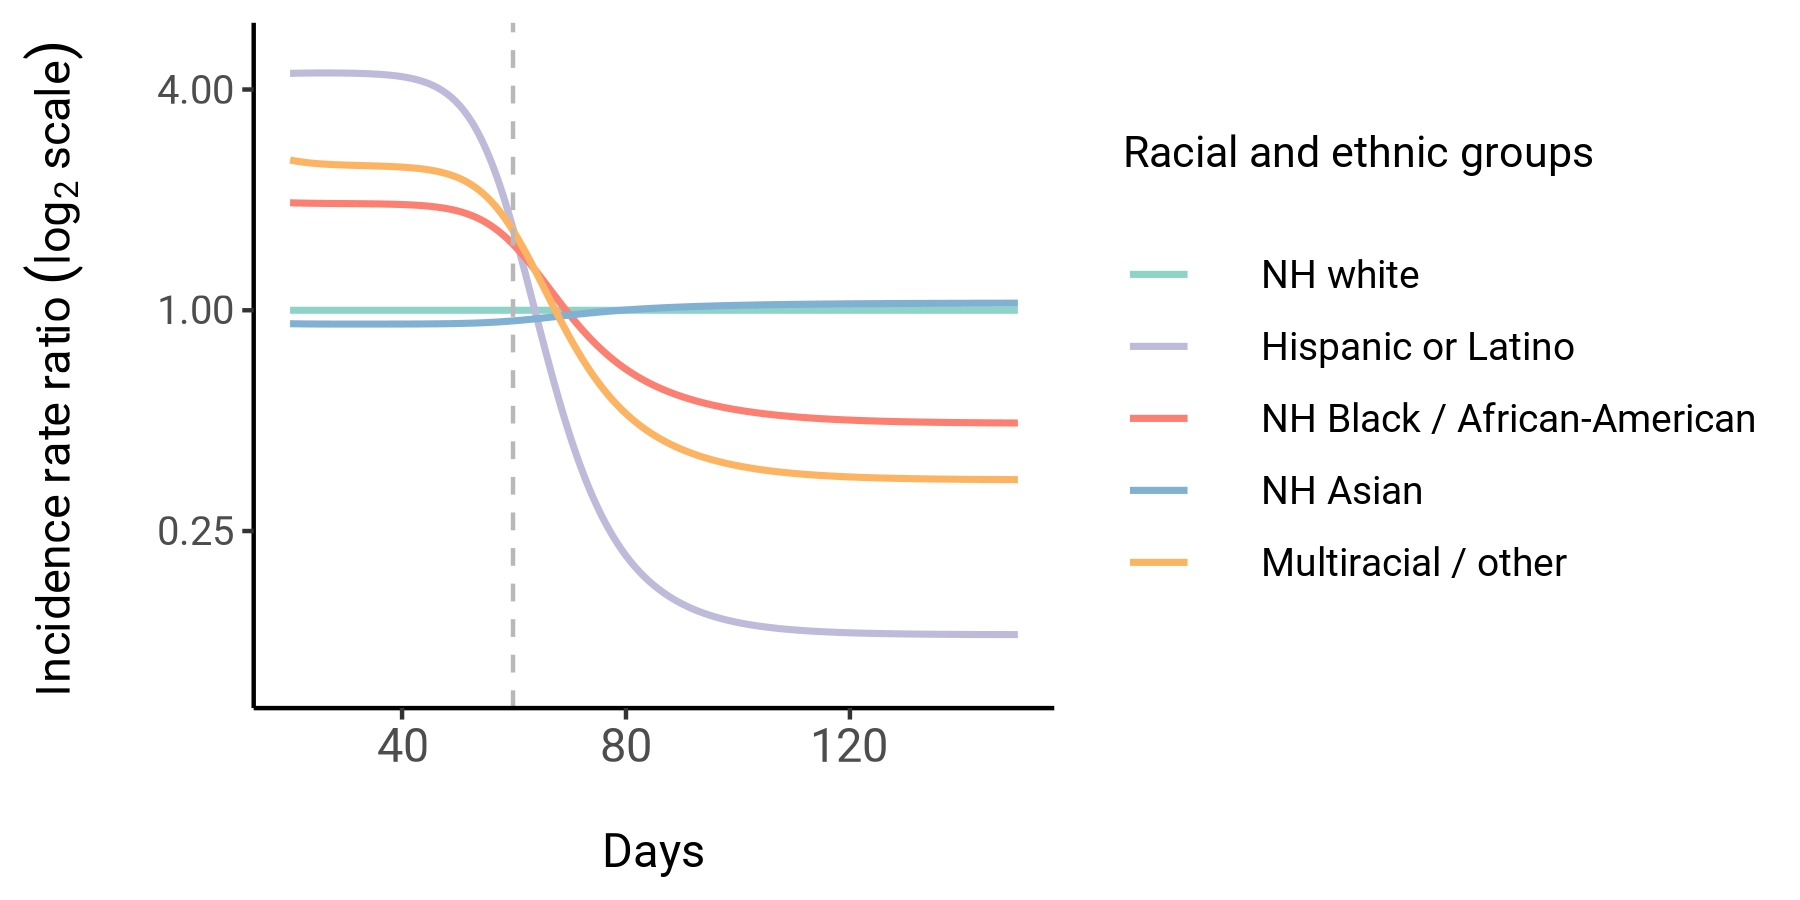 Incidence rate ratio (log₂ scale)
4.00
1.00
0.25
40 80 120
Days
Racial and ethnic groups
NH white
Hispanic or Latino
NH Black / African-American
NH Asian
Multiracial / other